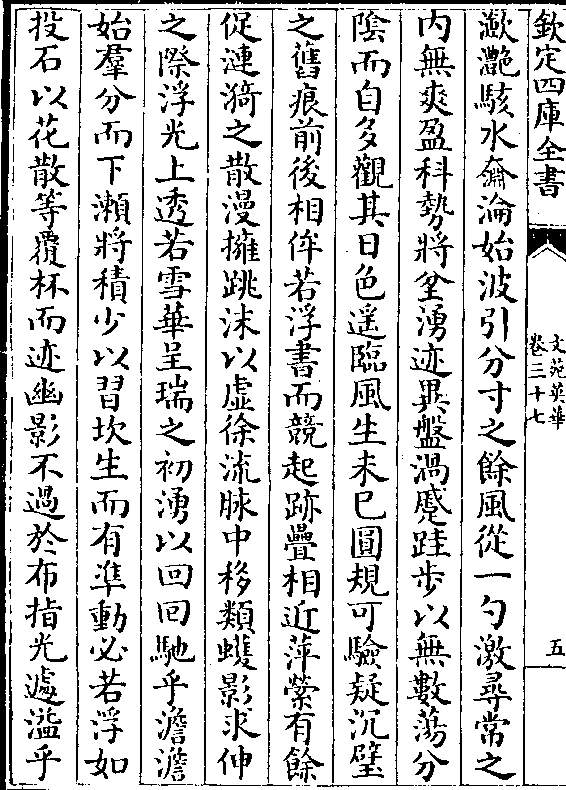 欽定四庫全書
文苑英華
卷三十七
五
瀲灔駭水奫淪始波引分寸之餘風從一勺激尋常之
内無爽盈科勢將坌湧迹異盤渦蹙跬步以無數蕩分
隂而自多觀其日色遥臨風生未已圓規可驗疑沉璧
之舊痕前後相侔若浮書而競起跡疊相近萍縈有餘
促漣漪之散漫擁跳沫以虚徐流脉中移類蠖影求伸
之際浮光上透若雪華呈瑞之初湧以回回馳乎澹澹
始羣分而下瀬將積少以習坎生而有準動必若浮如
投石以花散等覆杯而迹幽影不過於布指光遽溢乎